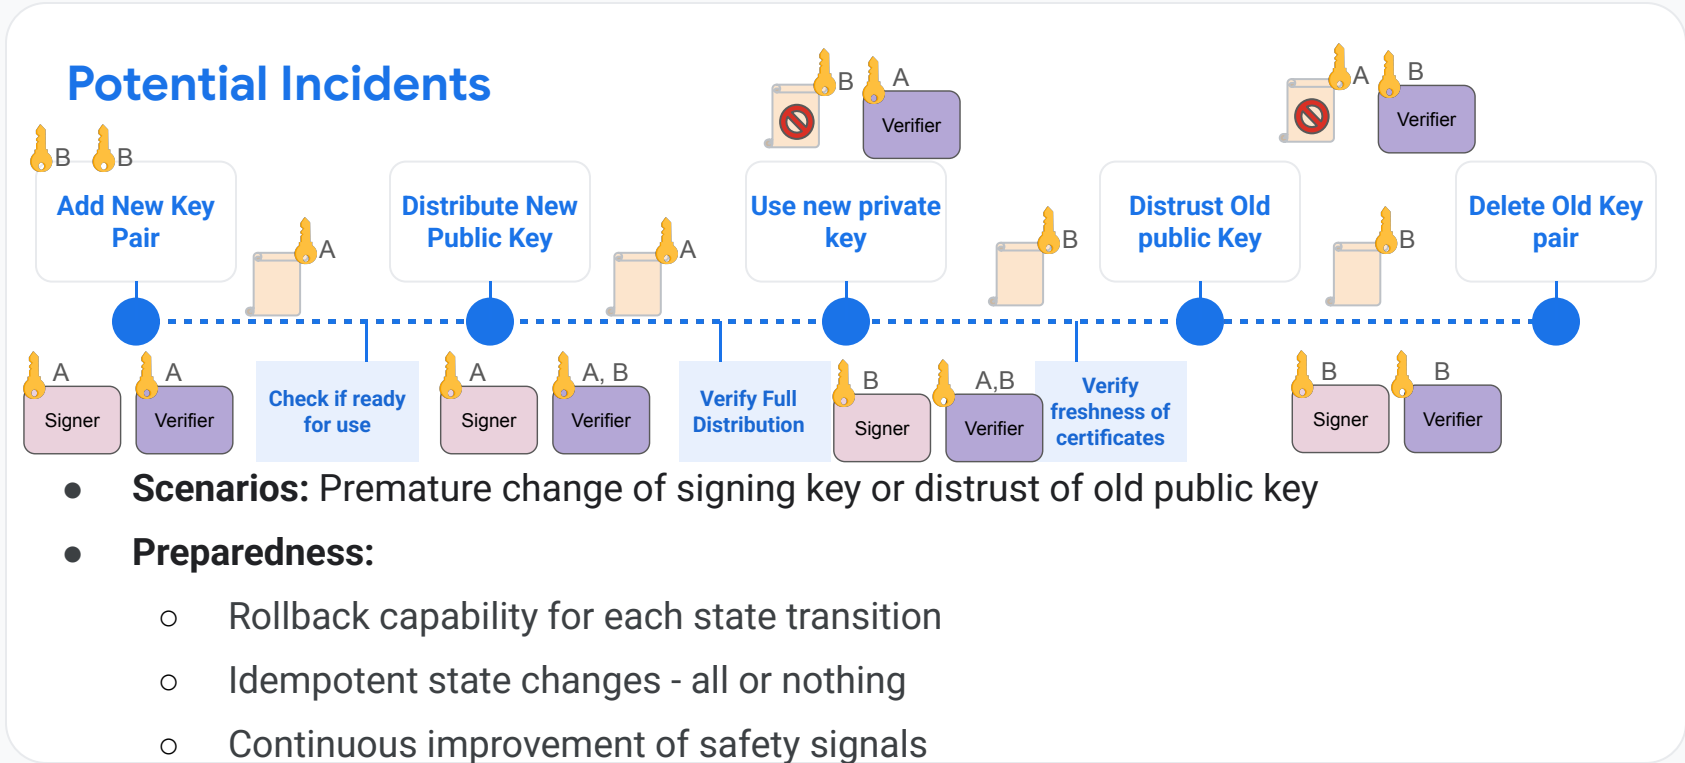 Potential Incidents
B
B
B
A
Verifier
A
B
Verifier
Add New Key
Pair
A
Distribute New
Public Key
A
Use new private
key
B
Distrust Old
public Key
B
Delete Old Key
pair
A
Signer
A
Verifier
Check if ready
for use
A
Signer
A, B
Verifier
Verify Full
Distribution
B
Signer
A,B
Verifier
Verify
freshness of
certificates
B
Signer
B
Verifier
● Scenarios: Premature change of signing key or distrust of old public key
● Preparedness:
○ Rollback capability for each state transition
○ Idempotent state changes - all or nothing
○ Continuous improvement of safety signals